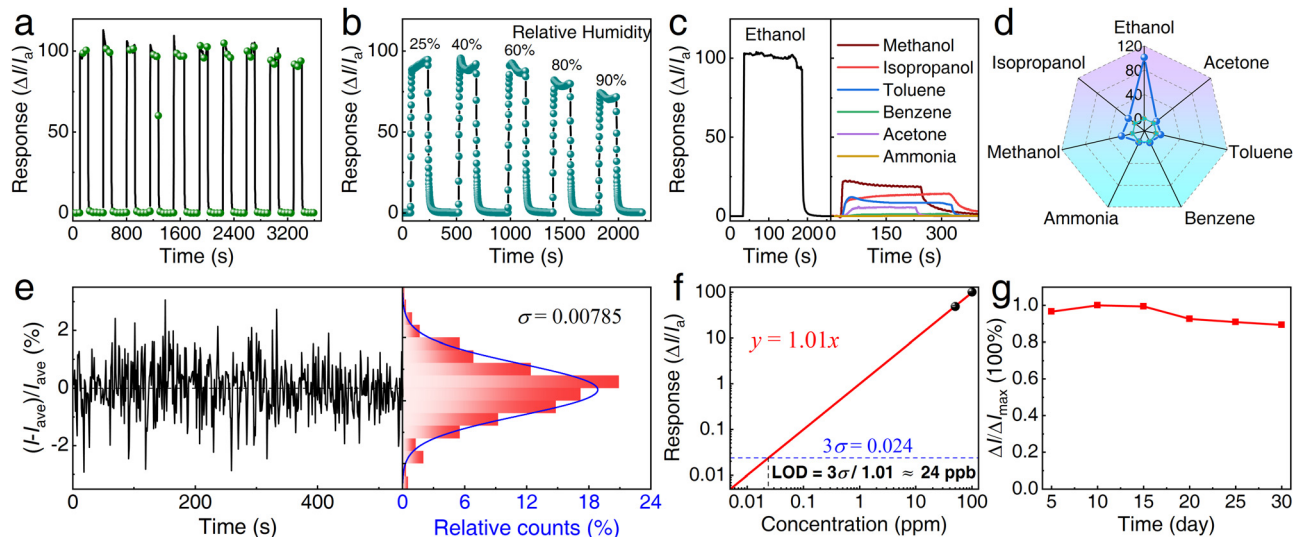 a
Response (ΔI/Ia)
100
50
0
0 800 1600 2400 3200
Time (s)
b
Relative Humidity
25% 40% 60% 80% 90%
Response (ΔI/Ia)
100
50
0
0 500 1000 1500 2000
Time (s)
c
Ethanol
Methanol
Isopropanol
Toluene
Benzene
Acetone
Ammonia
Response (ΔI/Ia)
100
50
0
0 100 200 0 150 300
Time (s) Time (s)
d
Ethanol
120
80
40
0
Isopropanol
Acetone
Methanol
Toluene
Ammonia
Benzene
e
(I-Iave)/Iave (%)
2
0
-2
0 200 400
Time (s)
σ = 0.00785
0 6 12 18 24
Relative counts (%)
f
Response (ΔI/Ia)
100
10
1
0.1
0.01
y = 1.01x
3σ = 0.024
LOD = 3σ/ 1.01 ≈ 24 ppb
0.01 0.1 1 10 100
Concentration (ppm)
g
ΔI/ΔImax (100%)
1.0
0.8
0.6
0.4
0.2
0.0
5 10 15 20 25 30
Time (day)